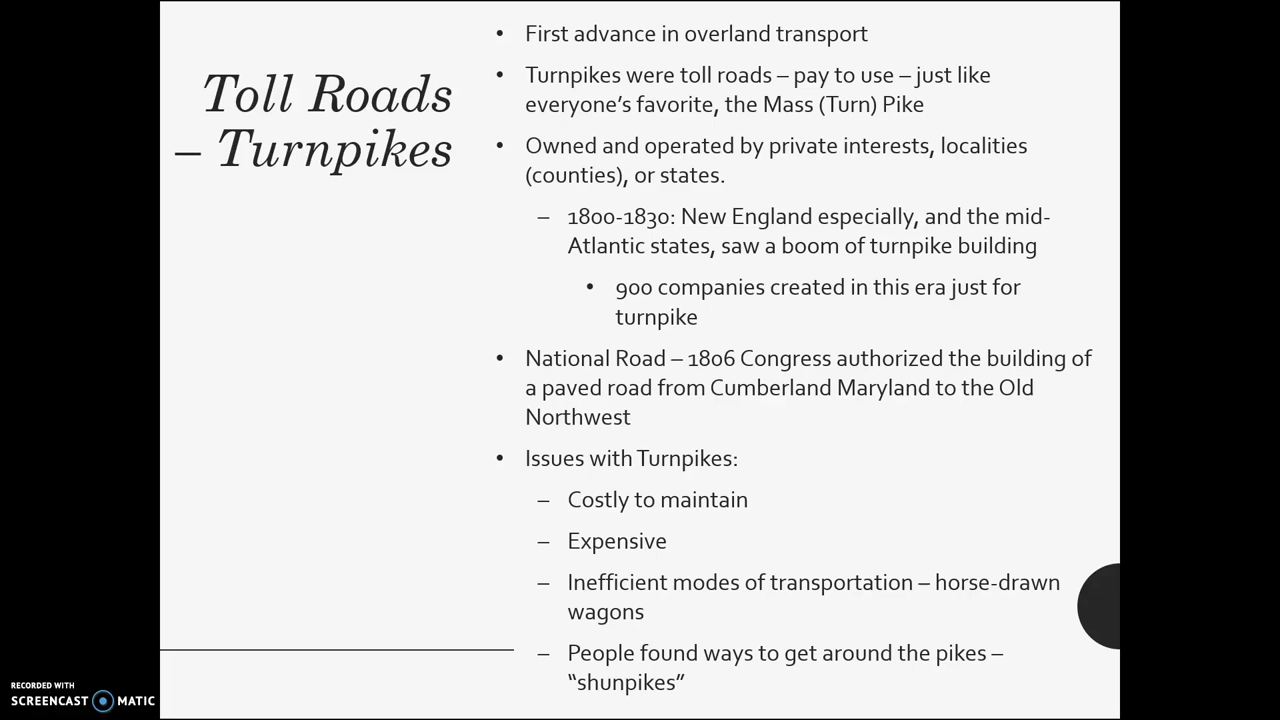 Toll Roads
– Turnpikes
• First advance in overland transport
• Turnpikes were toll roads – pay to use – just like
everyone's favorite, the Mass (Turn) Pike
• Owned and operated by private interests, localities
(counties), or states.
– 1800-1830: New England especially, and the mid-
Atlantic states, saw a boom of turnpike building
• 900 companies created in this era just for
turnpike
• National Road – 1806 Congress authorized the building of
a paved road from Cumberland Maryland to the Old
Northwest
• Issues with Turnpikes:
– Costly to maintain
– Expensive
– Inefficient modes of transportation – horse-drawn
wagons
– People found ways to get around the pikes –
“shunpikes”
RECORDED WITH
SCREENCAST MATIC